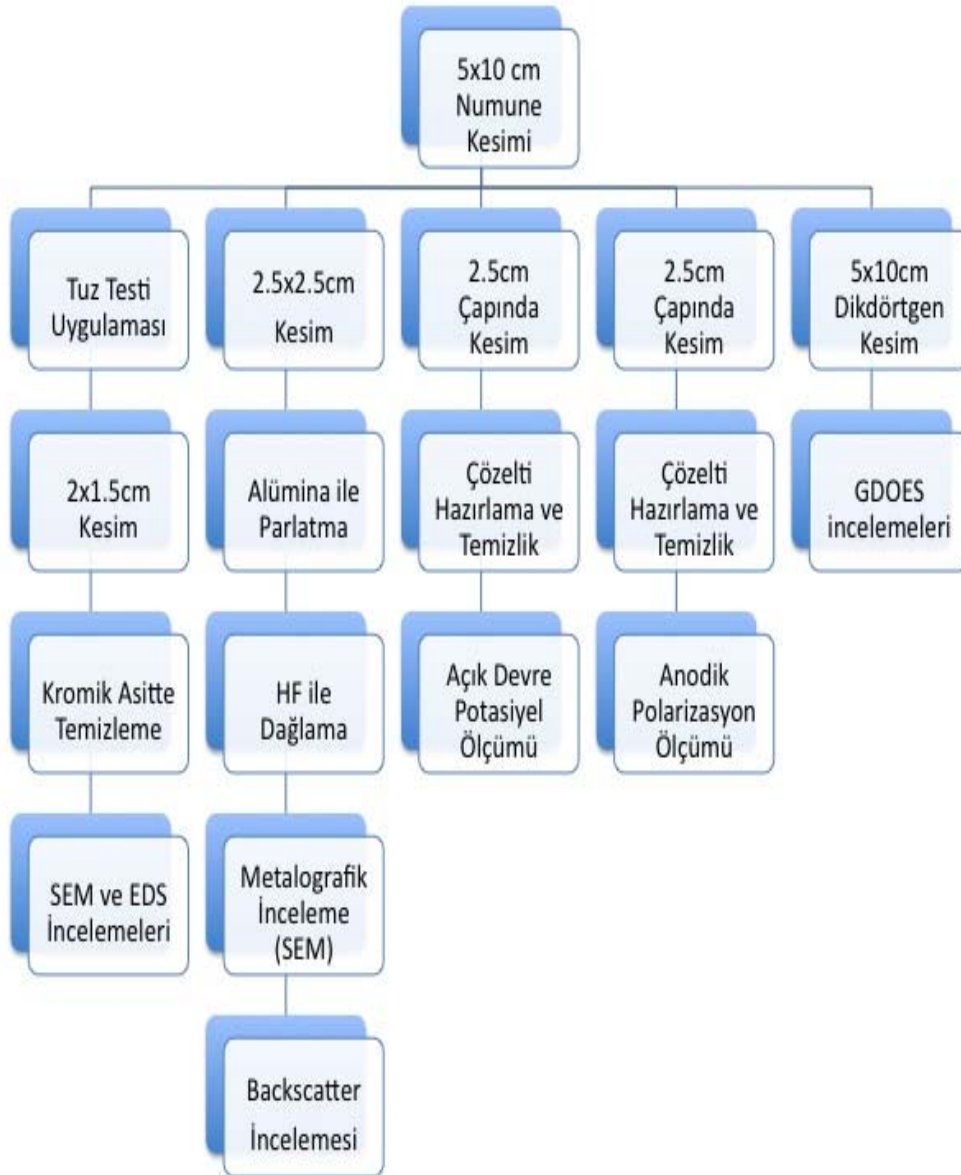 5x10 cm
Numune
Kesimi
Tuz Testi
Uygulaması
2.5x2.5cm
Kesim
2.5cm
Çapında
Kesim
2.5cm
Çapında
Kesim
5x10cm
Dikdörtgen
Kesim
2x1.5cm
Kesim
Alümina ile
Parlatma
Çözelti
Hazırlama ve
Temizlik
Çözelti
Hazırlama ve
Temizlik
GDOES
incelemeleri
Kromik Asitte
Temizleme
HF ile
Dağlama
Açık Devre
Potasiyel
Ölçümü
Anodik
Polarizasyon
Ölçümü
SEM ve EDS
İncelemeleri
Metalografik
İnceleme
(SEM)
Backscatter
İncelemesi